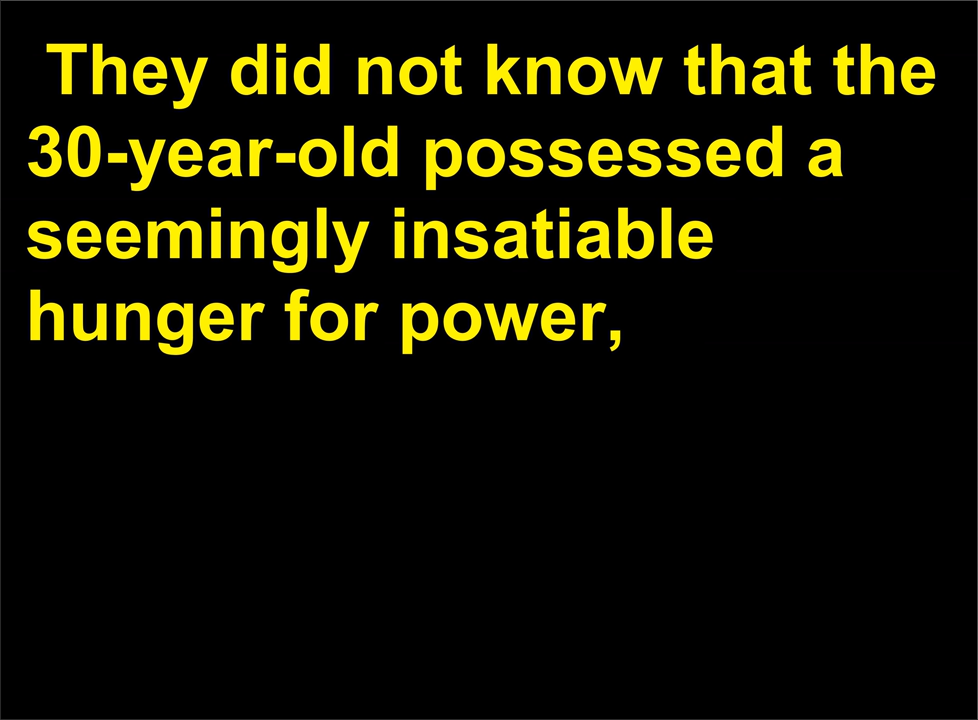 They did not know that the
30-year-old possessed a
seemingly insatiable
hunger for power,